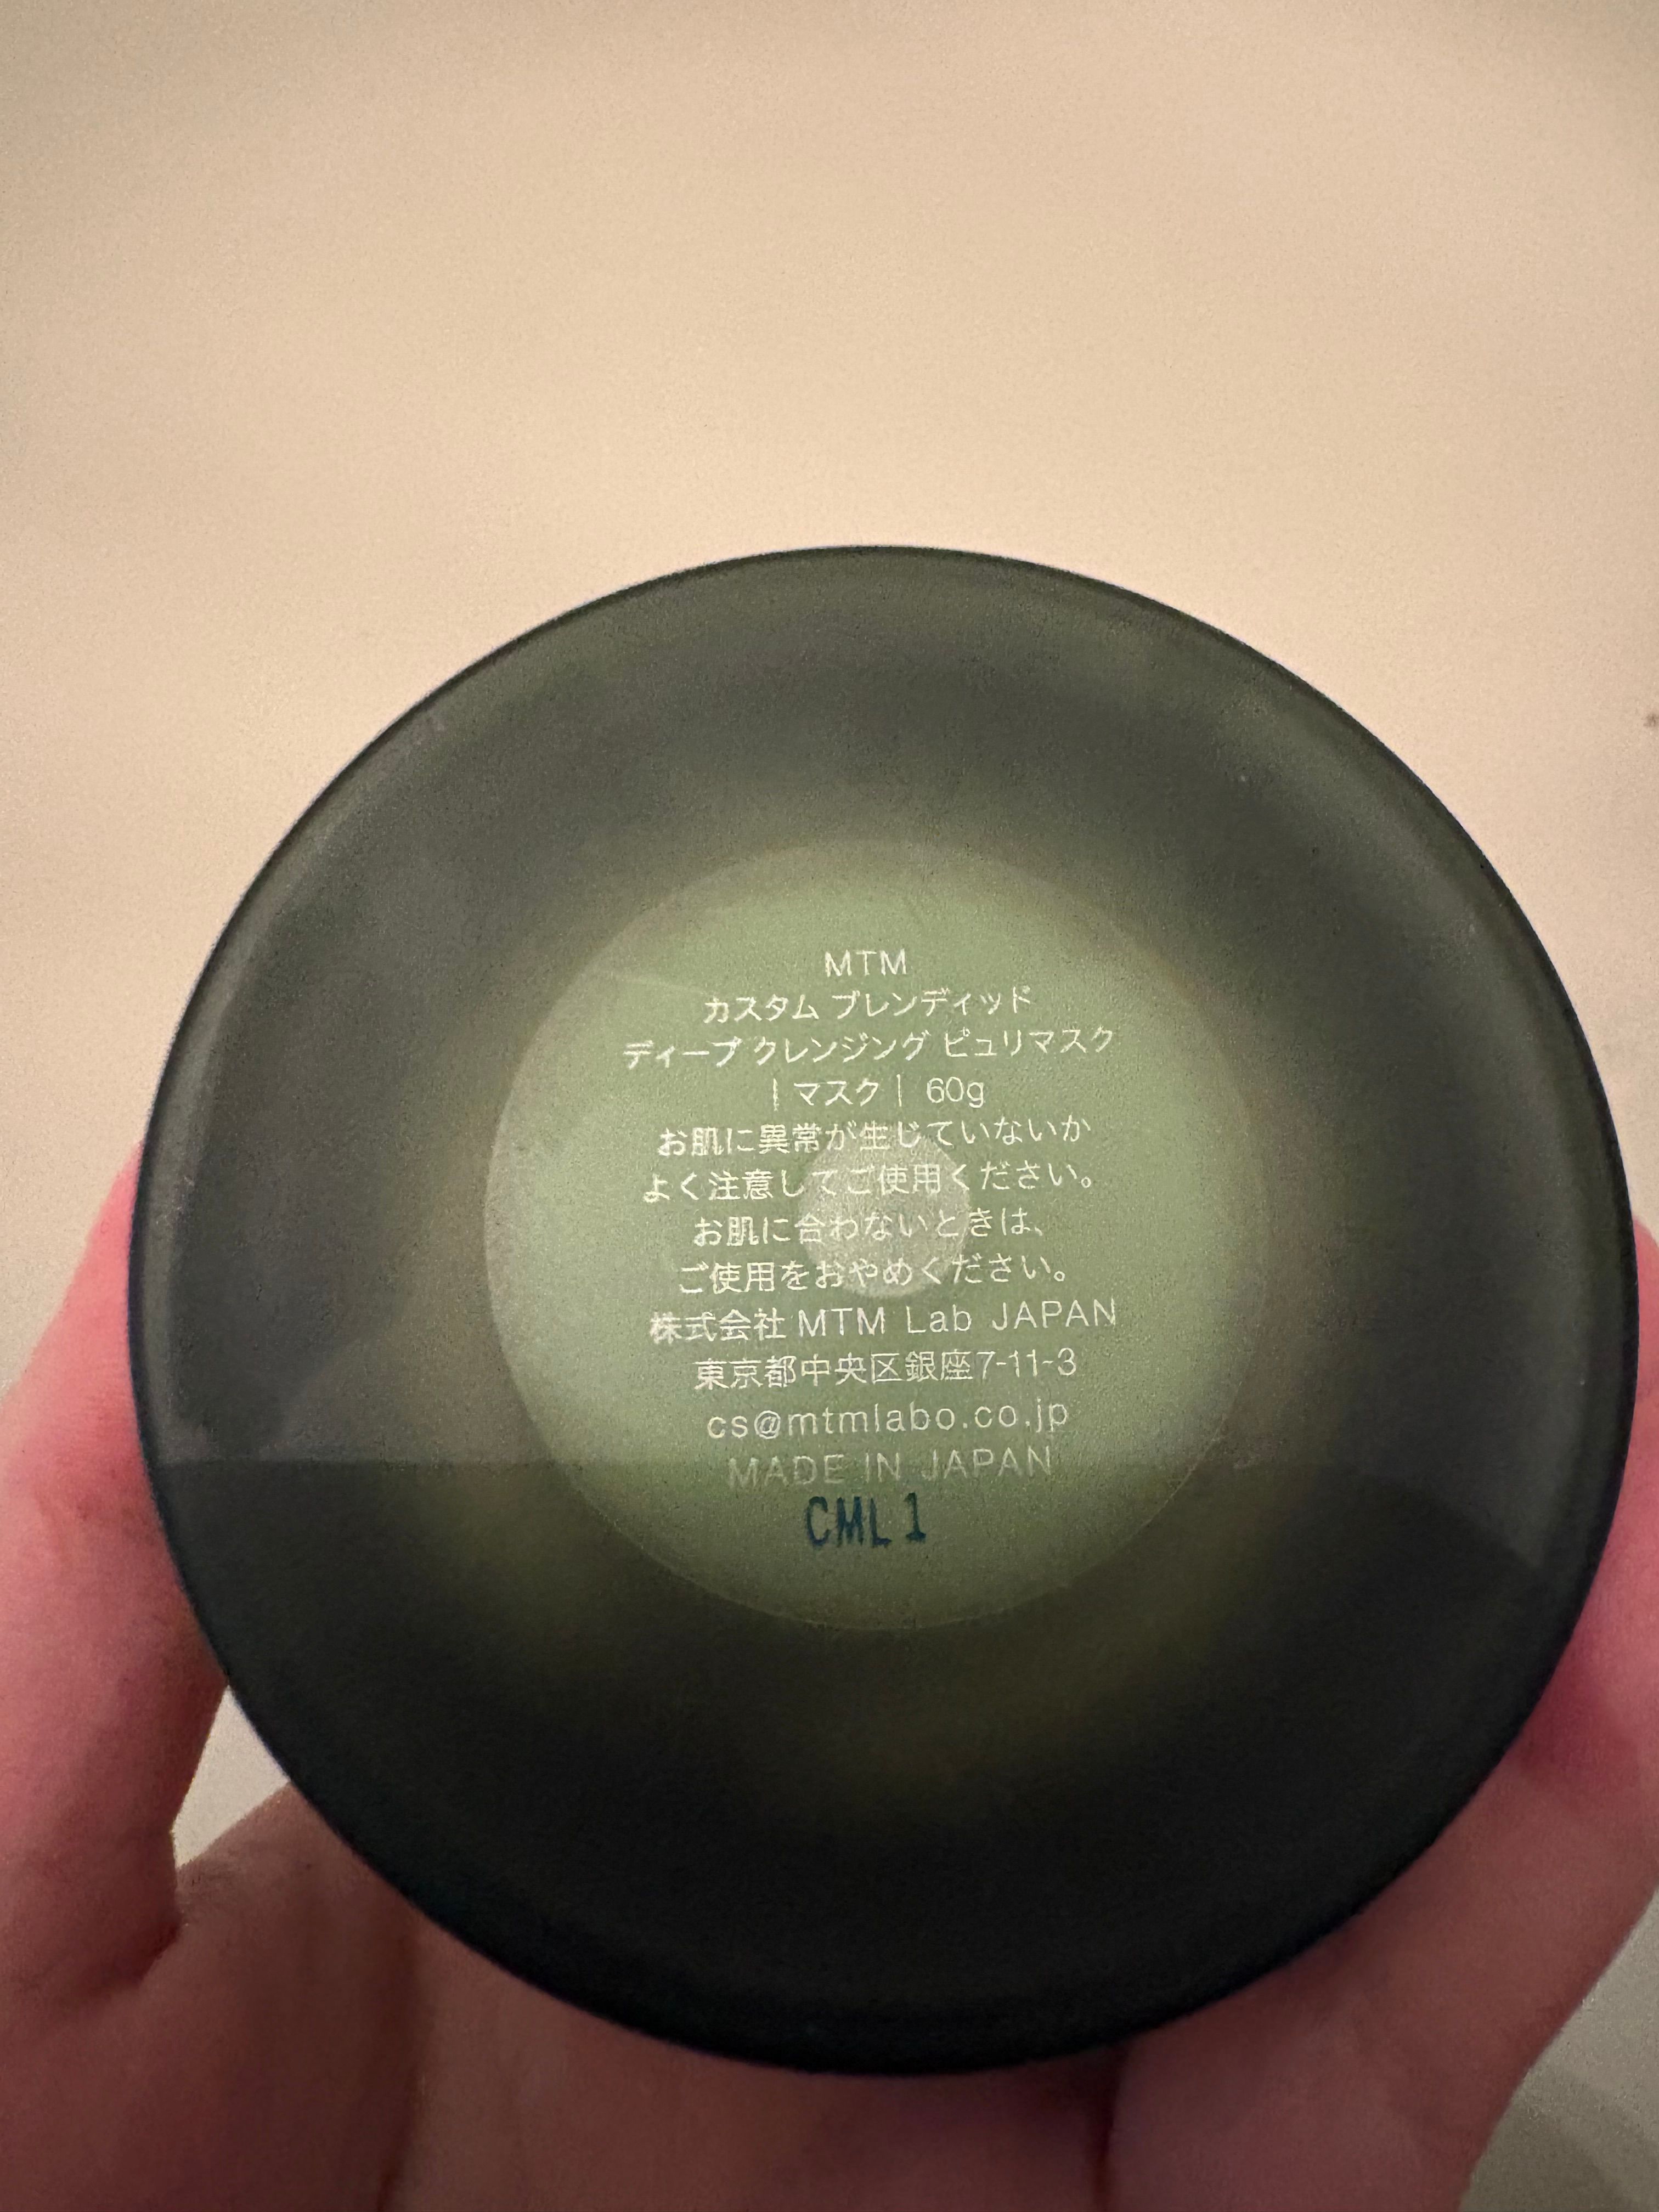 MTM
カスタム ブレンディッド
ディープ クレンジング ピュリマスク
| マスク | 60g
お肌に異常が生じていないか
よく注意してご使用ください。
お肌に合わないときは、
ご使用をおやめください。
株式会社 MTM Lab JAPAN
東京都中央区銀座7-11-3
cs@mtmlabo.co.jp
MADE IN JAPAN
CML1